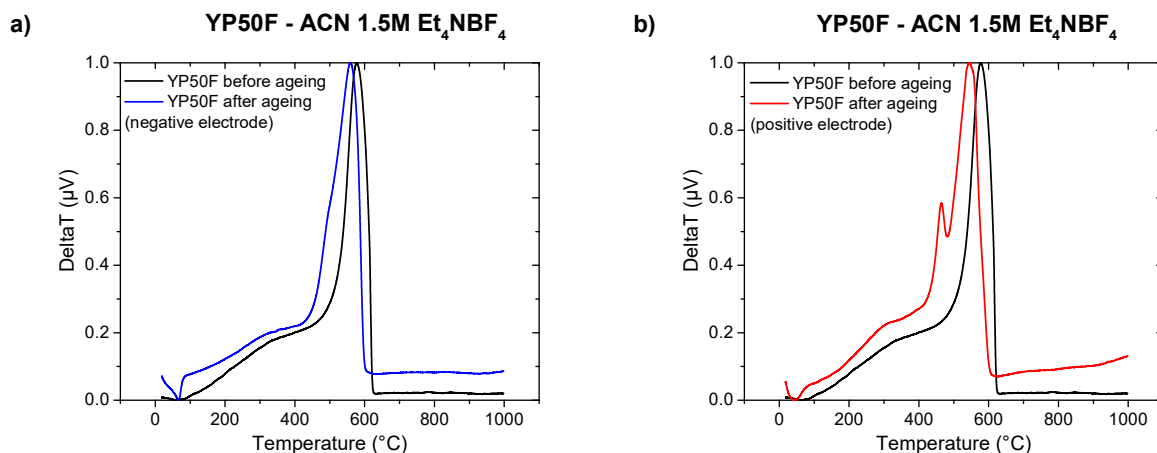 a)
YP50F - ACN 1.5M Et₄NBF₄
YP50F before ageing
YP50F after ageing
(negative electrode)
1.0
0.8
0.6
0.4
0.2
0.0
DeltaT (µV)
0 200 400 600 800 1000
Temperature (°C)
b)
YP50F - ACN 1.5M Et₄NBF₄
YP50F before ageing
YP50F after ageing
(positive electrode)
1.0
0.8
0.6
0.4
0.2
0.0
DeltaT (µV)
0 200 400 600 800 1000
Temperature (°C)